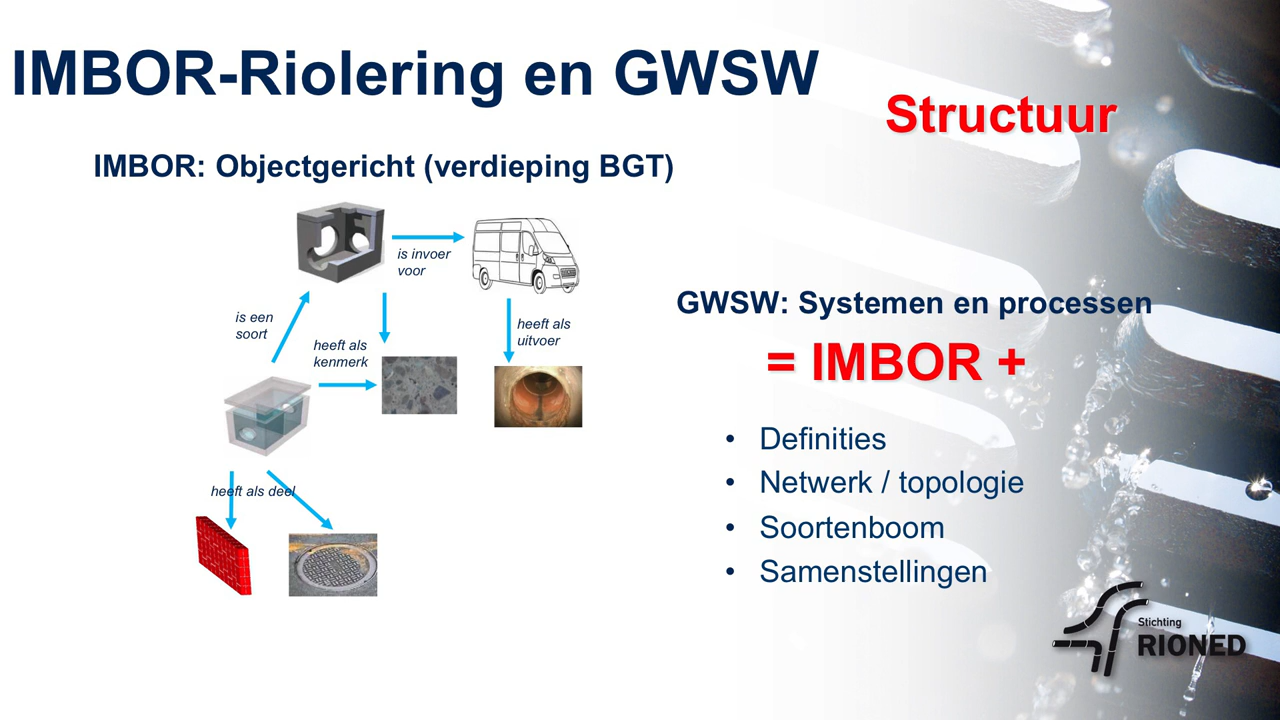 IMBOR-Riolering en GWSW
Structuur
IMBOR: Objectgericht (verdieping BGT)
is invoer
voor
is een
soort
heeft als
kenmerk
heeft als
uitvoer
heeft als deel
GWSW: Systemen en processen
= IMBOR +
• Definities
• Netwerk / topologie
• Soortenboom
• Samenstellingen
Stichting
RIONED